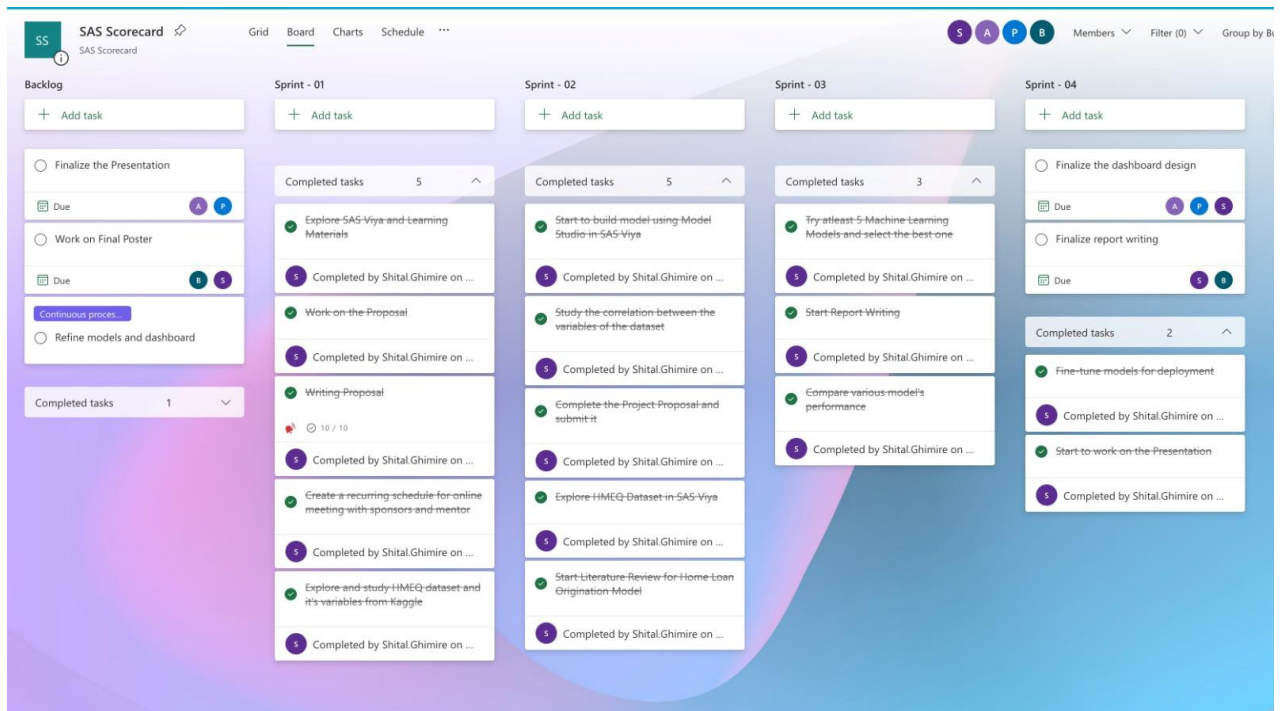 SS
SAS Scorecard
SAS Scorecard
Grid
Board
Charts
Schedule
···
S
A
P
B
Members
Filter (0)
Group by Bu
Backlog
+ Add task
Finalize the Presentation
Due
A
P
Work on Final Poster
Due
B
S
Continuous proces...
Refine models and dashboard
Completed tasks 1
Sprint - 01
+ Add task
Completed tasks 5
Explore SAS Viya and Learning
Materials
S
Completed by Shital.Ghimire on ...
Work on the Proposal
S
Completed by Shital.Ghimire on ...
Writing Proposal
10 / 10
S
Completed by Shital.Ghimire on ...
Create a recurring schedule for online
meeting with sponsors and mentor
S
Completed by Shital.Ghimire on ...
Explore and study HMEQ dataset and
it's variables from Kaggle
S
Completed by Shital.Ghimire on ...
Sprint - 02
+ Add task
Completed tasks 5
Start to build model using Model
Studio in SAS Viya
S
Completed by Shital.Ghimire on ...
Study the correlation between the
variables of the dataset
S
Completed by Shital.Ghimire on ...
Complete the Project Proposal and
submit it
S
Completed by Shital.Ghimire on ...
Explore HMEQ Dataset in SAS Viya
S
Completed by Shital.Ghimire on ...
Start Literature Review for Home Loan
Origination Model
S
Completed by Shital.Ghimire on ...
Sprint - 03
+ Add task
Completed tasks 3
Try atleast 5 Machine Learning
Models and select the best one
S
Completed by Shital.Ghimire on ...
Start Report Writing
S
Completed by Shital.Ghimire on ...
Compare various model's
performance
S
Completed by Shital.Ghimire on ...
Sprint - 04
+ Add task
Finalize the dashboard design
Due
A
P
S
Finalize report writing
Due
S
B
Completed tasks 2
Fine-tune models for deployment
S
Completed by Shital.Ghimire on ...
Start to work on the Presentation
S
Completed by Shital.Ghimire on ...